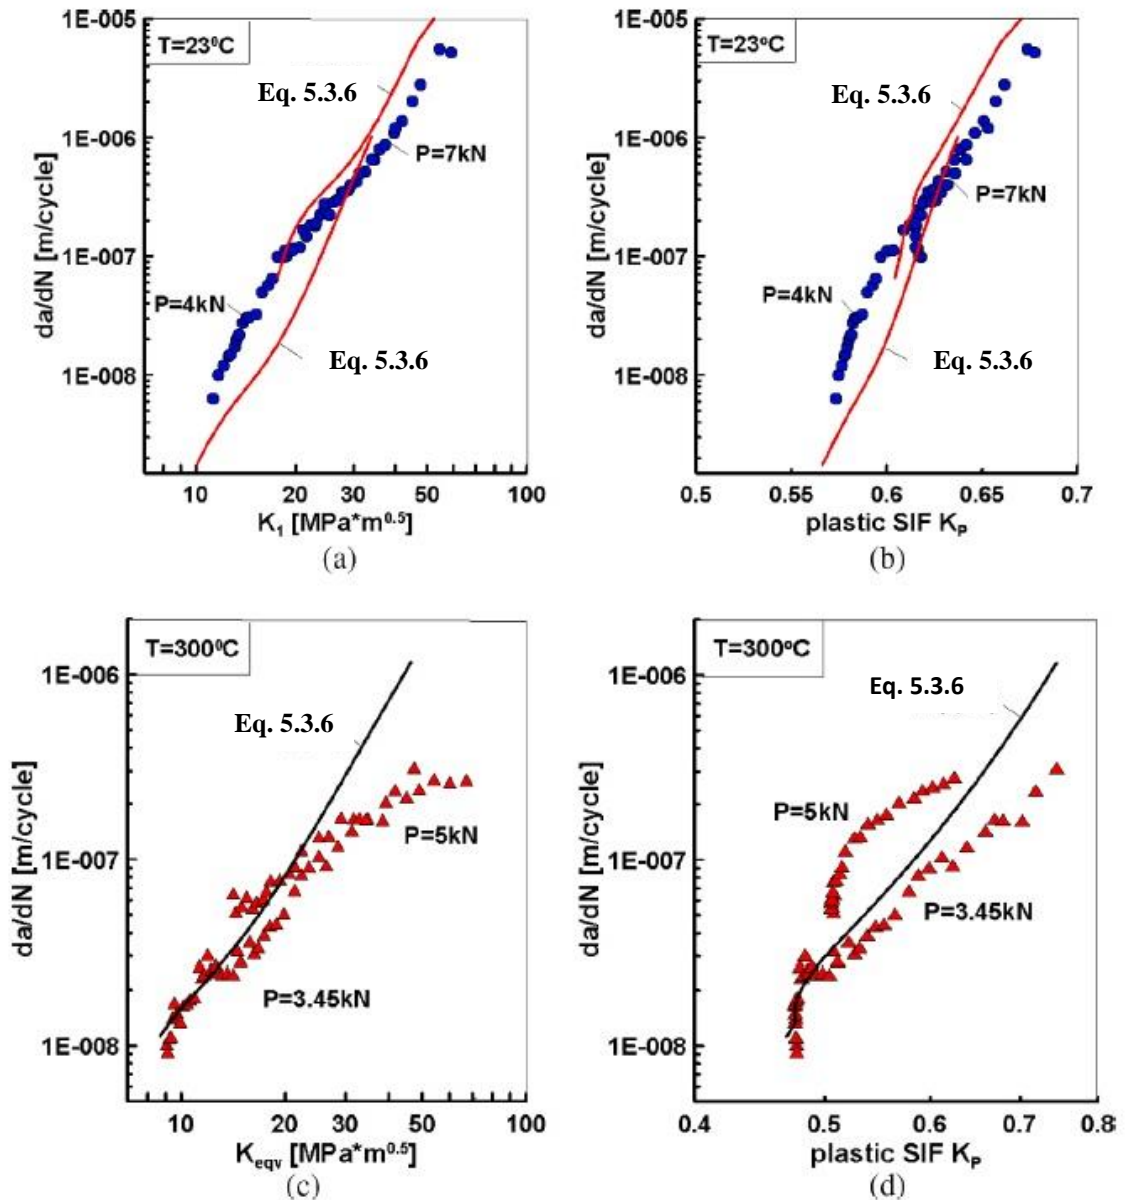 1E-005
T=23⁰C
Eq. 5.3.6
1E-006
P=7kN
da/dN [m/cycle]
1E-007
P=4kN
Eq. 5.3.6
1E-008
10 20 30 50 100
K₁ [MPa*m⁰·⁵]
(a)
1E-005
T=23ºC
Eq. 5.3.6
1E-006
P=7kN
da/dN [m/cycle]
1E-007
P=4kN
Eq. 5.3.6
1E-008
0.5 0.55 0.6 0.65 0.7
plastic SIF Kₚ
(b)
T=300⁰C
1E-006
Eq. 5.3.6
da/dN [m/cycle]
1E-007
P=5kN
P=3.45kN
1E-008
10 20 30 50 100
Keqv [MPa*m⁰·⁵]
(c)
T=300ºC
1E-006
Eq. 5.3.6
P=5kN
da/dN [m/cycle]
1E-007
P=3.45kN
1E-008
0.4 0.5 0.6 0.7 0.8
plastic SIF Kₚ
(d)